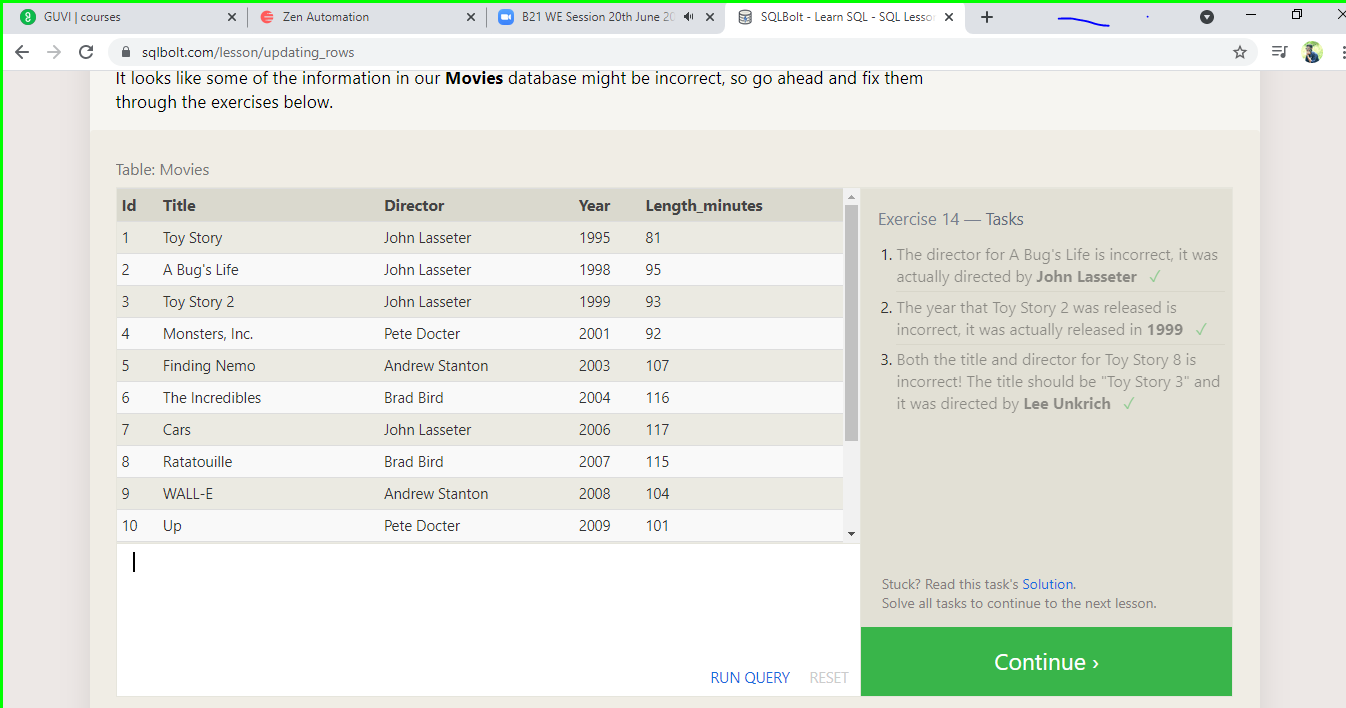 GUVI | courses
Zen Automation
B21 WE Session 20th June 20
SQLBolt - Learn SQL - SQL Lesso
sqlbolt.com/lesson/updating_rows
It looks like some of the information in our Movies database might be incorrect, so go ahead and fix them
through the exercises below.
Table: Movies
Id Title Director Year Length_minutes
1 Toy Story John Lasseter 1995 81
2 A Bug's Life John Lasseter 1998 95
3 Toy Story 2 John Lasseter 1999 93
4 Monsters, Inc. Pete Docter 2001 92
5 Finding Nemo Andrew Stanton 2003 107
6 The Incredibles Brad Bird 2004 116
7 Cars John Lasseter 2006 117
8 Ratatouille Brad Bird 2007 115
9 WALL-E Andrew Stanton 2008 104
10 Up Pete Docter 2009 101
RUN QUERY RESET
Exercise 14 — Tasks
1. The director for A Bug's Life is incorrect, it was
actually directed by John Lasseter ✓
2. The year that Toy Story 2 was released is
incorrect, it was actually released in 1999 ✓
3. Both the title and director for Toy Story 8 is
incorrect! The title should be "Toy Story 3" and
it was directed by Lee Unkrich ✓
Stuck? Read this task's Solution.
Solve all tasks to continue to the next lesson.
Continue ›